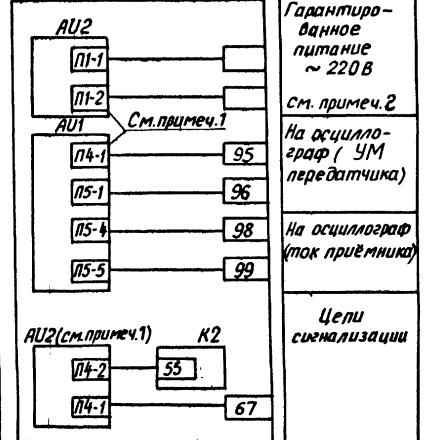 AU2
П1-1
П1-2
См.примеч.1
AU1
П4-1
95
П5-1
96
П5-4
98
П5-5
99
AU2(см.примеч.1)
K2
П4-2
55
П4-1
67
Гарантиро-
ванное
питание
~ 220 В
см. примеч.2
На осцилло-
граф ( УМ
передатчика)
На осциллограф
(ток приёмника)
Цепи
сигнализации